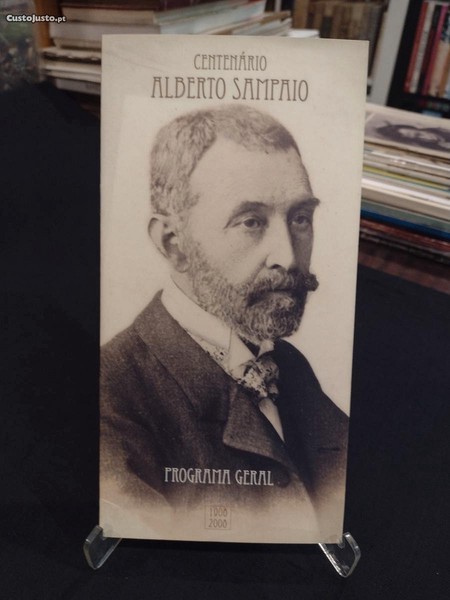 CustoJusto.pt
CENTENÁRIO
ALBERTO SAMPAIO
PROGRAMA GERAL
1908
2008